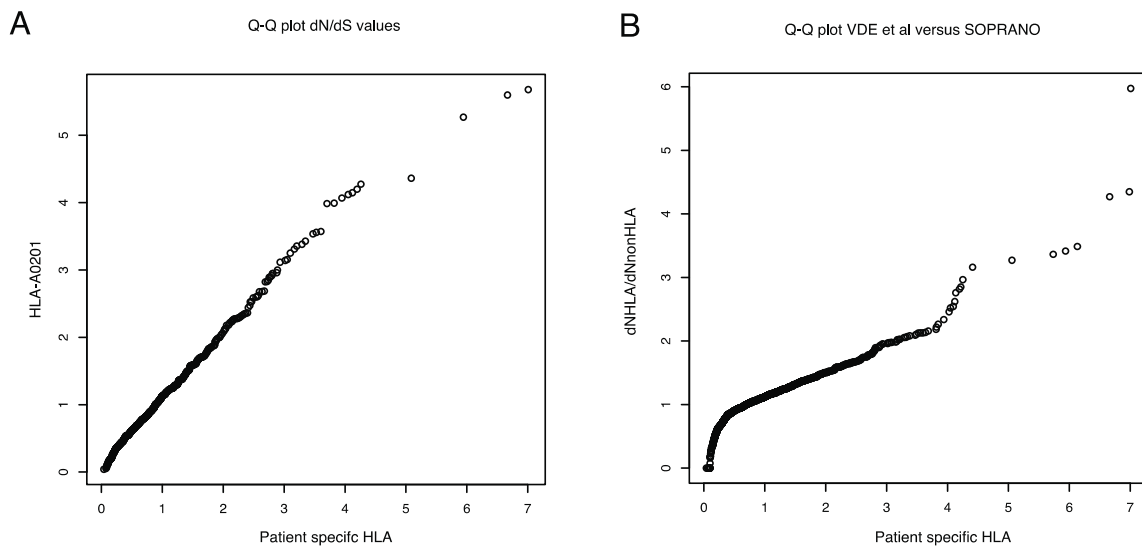 A
Q-Q plot dN/dS values
HLA-A0201
5
4
3
2
1
0
0 1 2 3 4 5 6 7
Patient specifc HLA
B
Q-Q plot VDE et al versus SOPRANO
dNHLA/dNnonHLA
6
5
4
3
2
1
0
0 1 2 3 4 5 6 7
Patient specific HLA